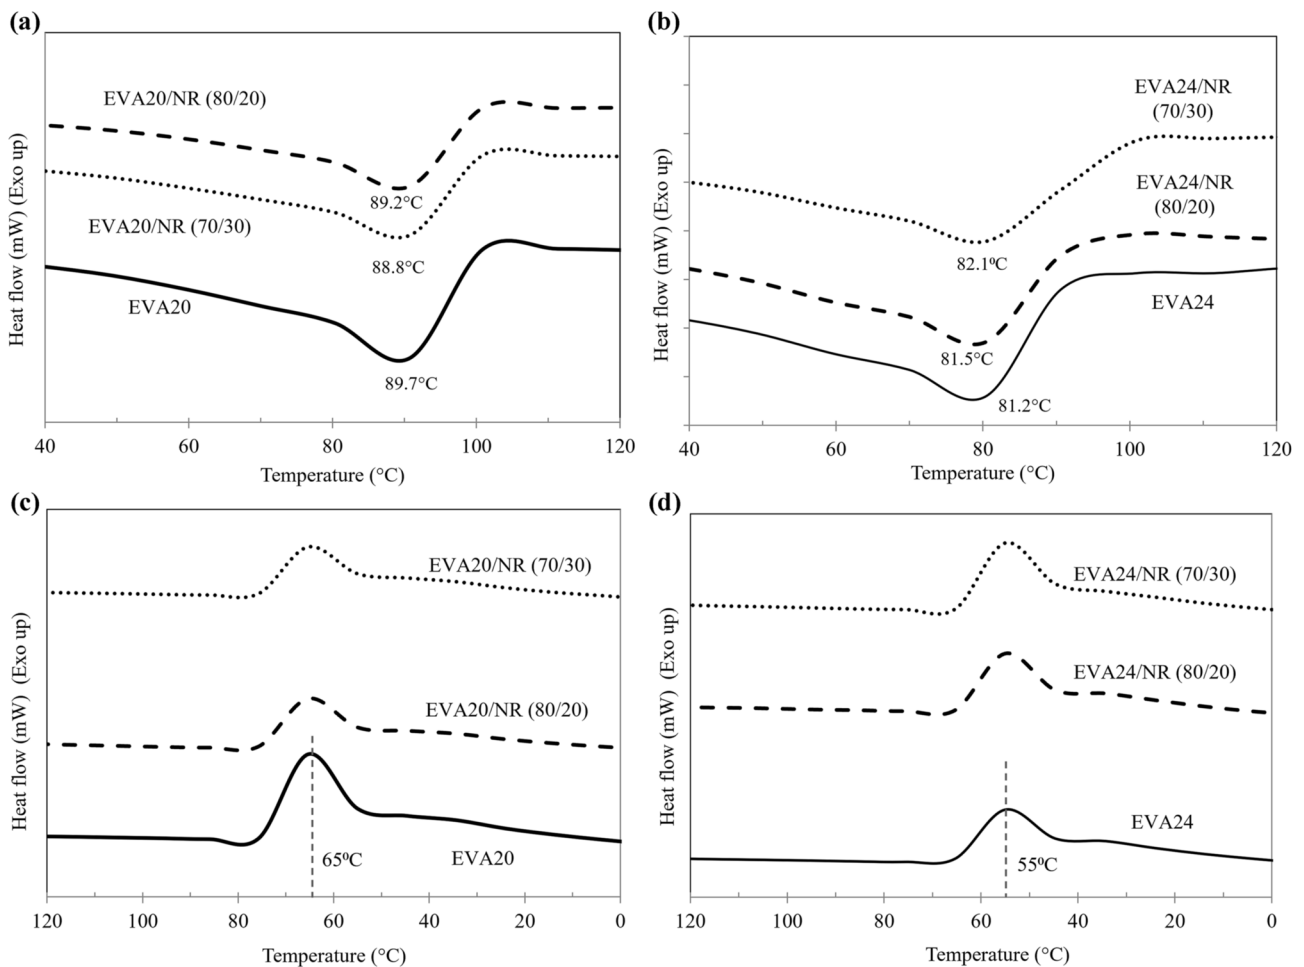 (a)
EVA20/NR (80/20)
89.2°C
EVA20/NR (70/30)
88.8°C
EVA20
89.7°C
Heat flow (mW) (Exo up)
40
60
80
100
120
Temperature (°C)
(b)
EVA24/NR
(70/30)
EVA24/NR
(80/20)
82.1⁰C
EVA24
81.5°C
81.2°C
Heat flow (mW) (Exo up)
40
60
80
100
120
Temperature (°C)
(c)
EVA20/NR (70/30)
EVA20/NR (80/20)
65⁰C
EVA20
Heat flow (mW) (Exo up)
120
100
80
60
40
20
0
Temperature (°C)
(d)
EVA24/NR (70/30)
EVA24/NR (80/20)
EVA24
55⁰C
Heat flow (mW) (Exo up)
120
100
80
60
40
20
0
Temperature (°C)